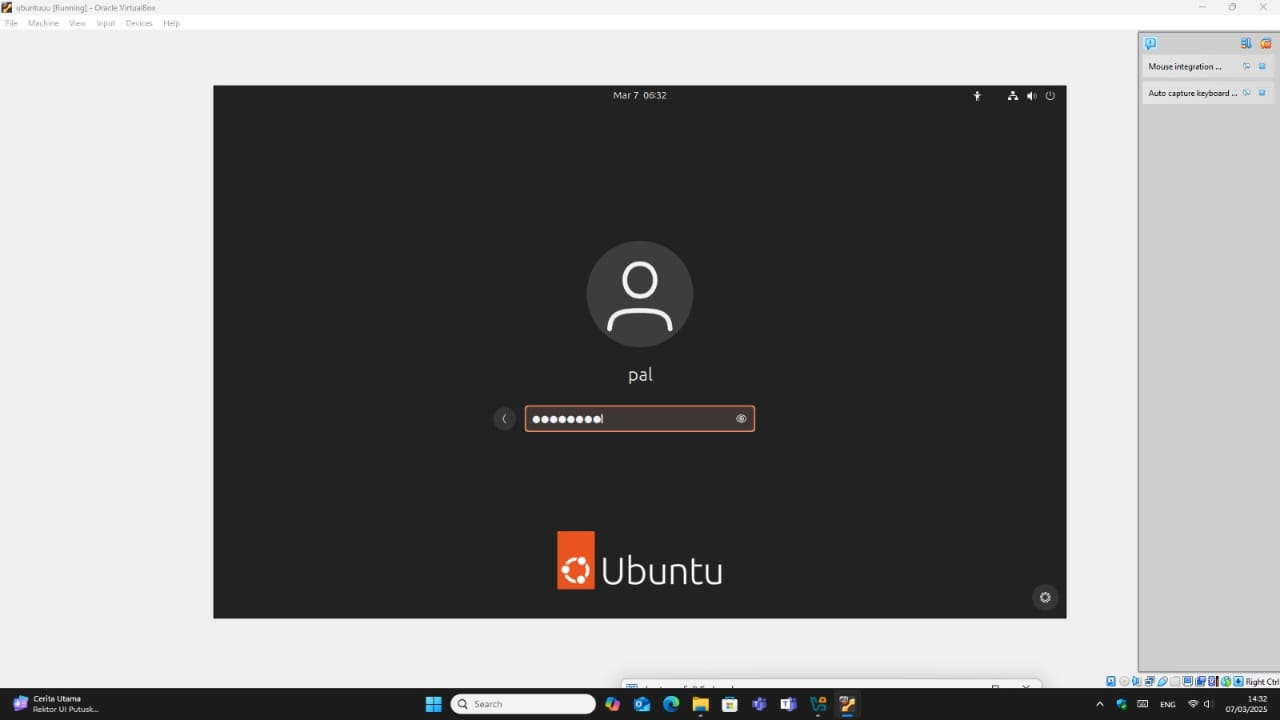 ubuntuuu [Running] - Oracle VirtualBox
File Machine View Input Devices Help
Mouse integration ...
Auto capture keyboard ...
Mar 7 06:32
pal
Ubuntu
Right Ctrl
Cerita Utama
Rektor UI Putusk...
Search
ENG
14:32
07/03/2025